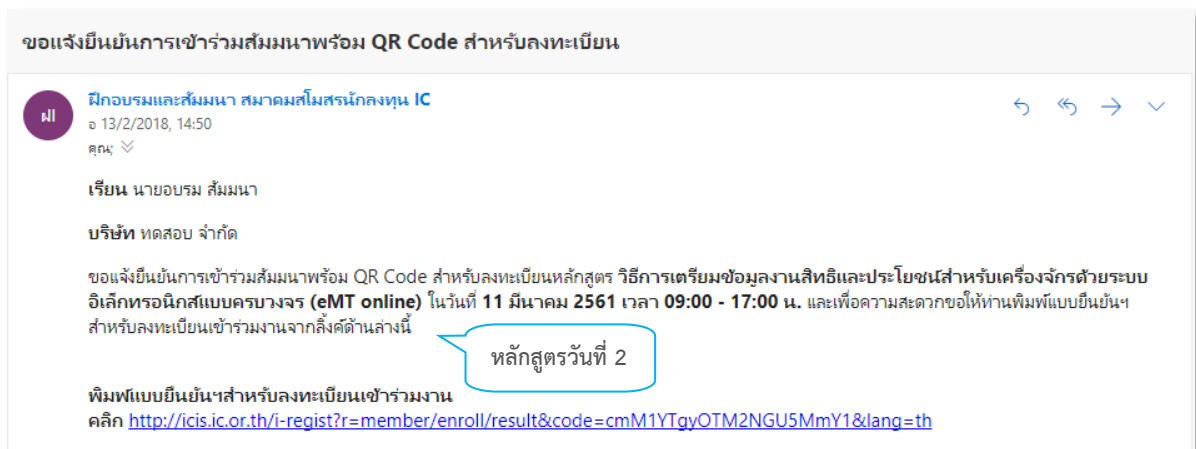 ขอแจ้งยืนยันการเข้าร่วมสัมมนาพร้อม QR Code สำหรับลงทะเบียน
ฝI
ฝึกอบรมและสัมมนา สมาคมสโมสรนักลงทุน IC
อ 13/2/2018, 14:50
คุณ;
เรียน นายอบรม สัมมนา
บริษัท ทดสอบ จำกัด
ขอแจ้งยืนยันการเข้าร่วมสัมมนาพร้อม QR Code สำหรับลงทะเบียนหลักสูตร วิธีการเตรียมข้อมูลงานสิทธิและประโยชน์สำหรับเครื่องจักรด้วยระบบ
อิเล็กทรอนิกส์แบบครบวงจร (eMT online) ในวันที่ 11 มีนาคม 2561 เวลา 09:00 - 17:00 น. และเพื่อความสะดวกขอให้ท่านพิมพ์แบบยืนยันฯ
สำหรับลงทะเบียนเข้าร่วมงานจากลิ้งค์ด้านล่างนี้
หลักสูตรวันที่ 2
พิมพ์แบบยืนยันฯสำหรับลงทะเบียนเข้าร่วมงาน
คลิก http://icis.ic.or.th/i-regist?r=member/enroll/result&code=cmM1YTgyOTM2NGU5MmY1&lang=th